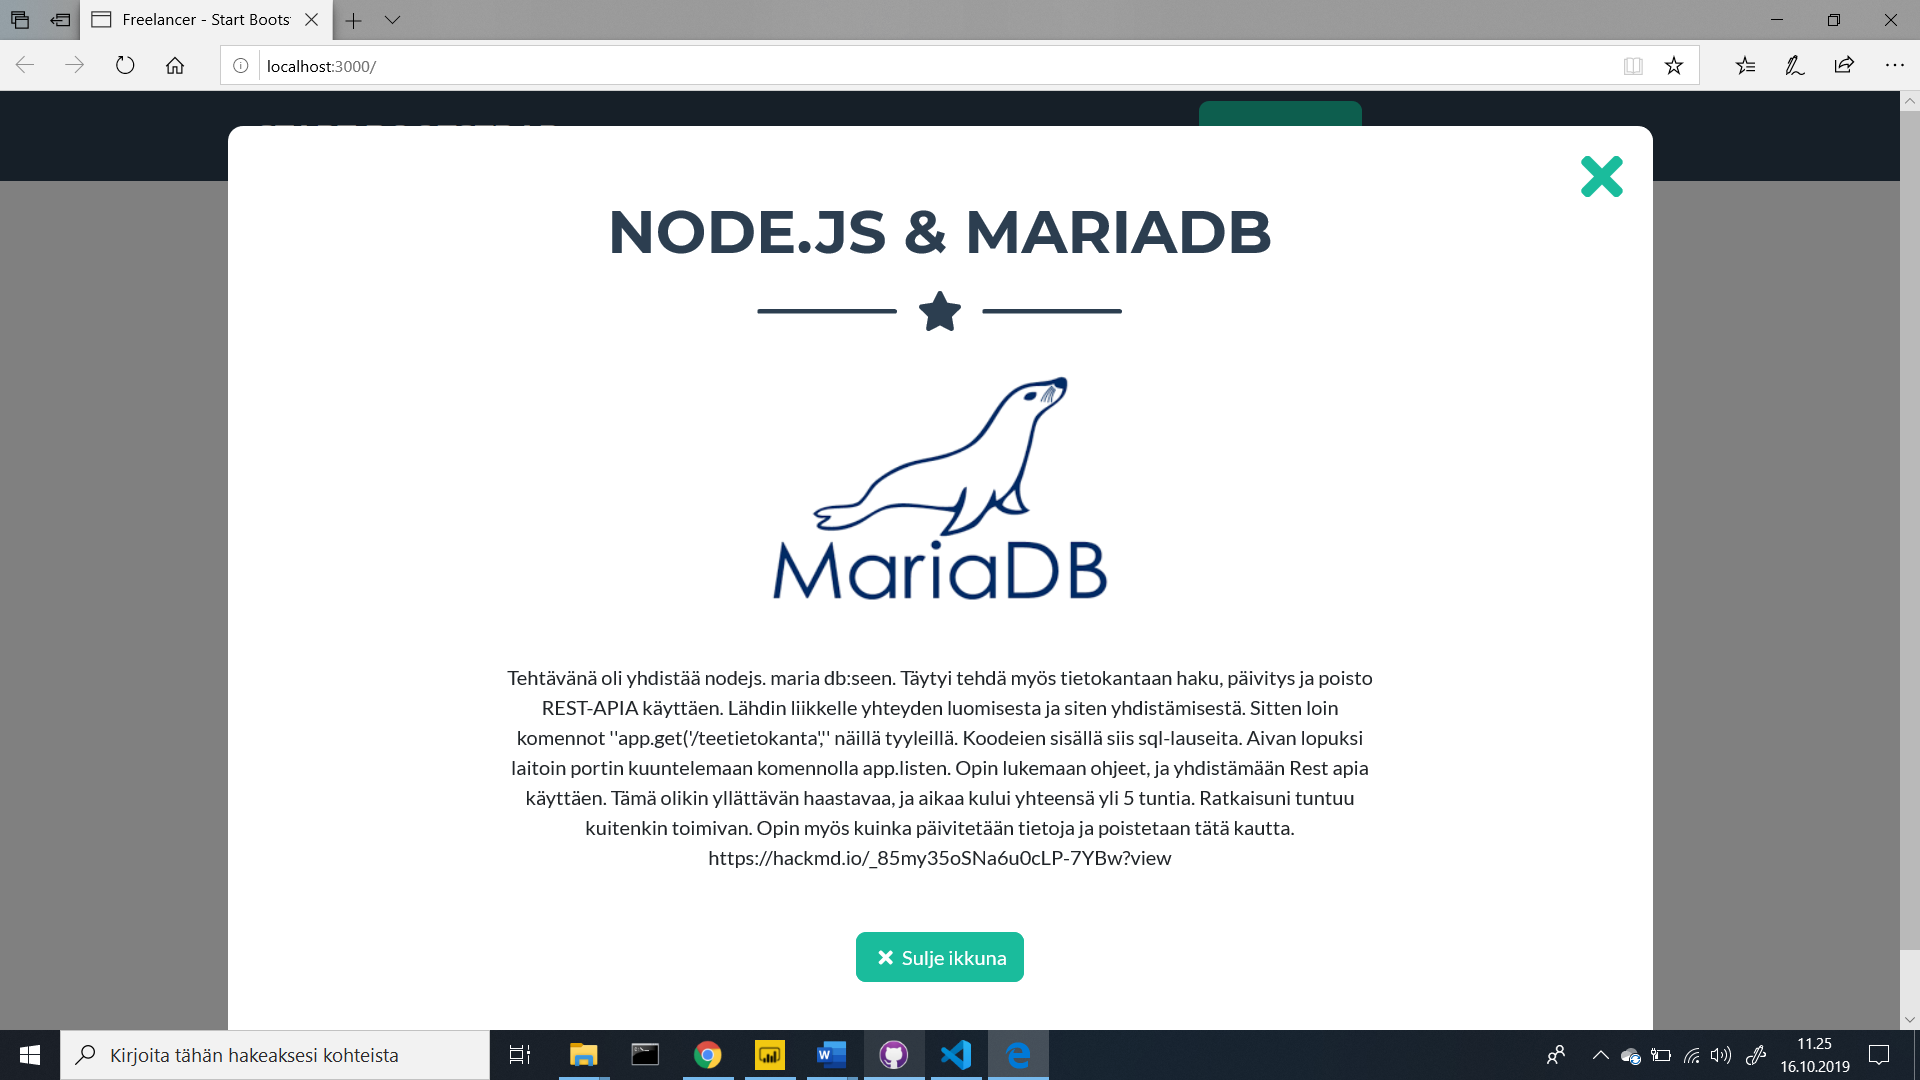 Freelancer - Start Boots
localhost:3000/
NODE.JS & MARIADB
MariaDB
Tehtävänä oli yhdistää nodejs. maria db:seen. Täytyi tehdä myös tietokantaan haku, päivitys ja poisto
REST-APIA käyttäen. Lähdin liikkelle yhteyden luomisesta ja siten yhdistämisestä. Sitten loin
komennot ''app.get('/teetietokanta','' näillä tyyleillä. Koodeien sisällä siis sql-lauseita. Aivan lopuksi
laitoin portin kuuntelemaan komennolla app.listen. Opin lukemaan ohjeet, ja yhdistämään Rest apia
käyttäen. Tämä olikin yllättävän haastavaa, ja aikaa kului yhteensä yli 5 tuntia. Ratkaisuni tuntuu
kuitenkin toimivan. Opin myös kuinka päivitetään tietoja ja poistetaan tätä kautta.
https://hackmd.io/_85my35oSNa6u0cLP-7YBw?view
Sulje ikkuna
Kirjoita tähän hakeaksesi kohteista
11.25
16.10.2019